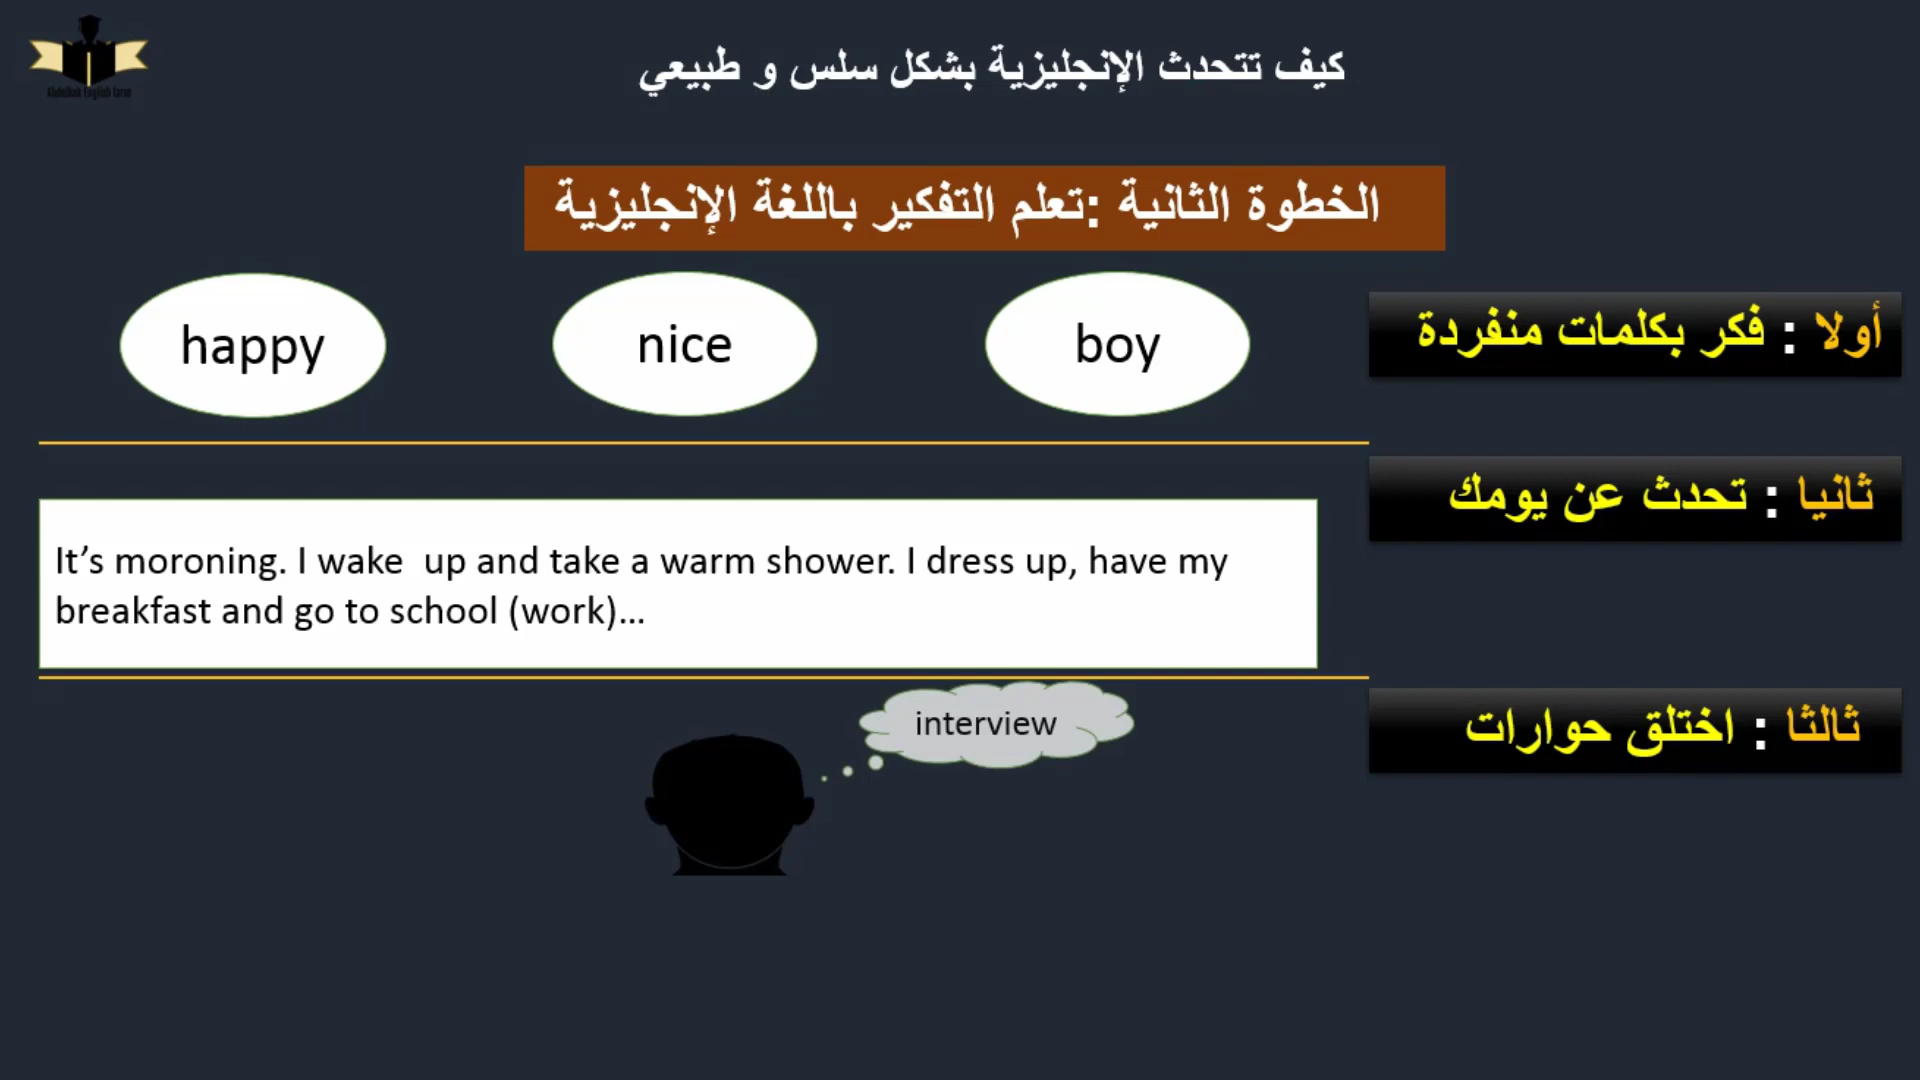 كيف تتحدث الإنجليزية بشكل سلس و طبيعي
الخطوة الثانية :تعلم التفكير باللغة الإنجليزية
أولا : فكر بكلمات منفردة
boy
nice
happy
ثانيا : تحدث عن يومك
It’s moroning. I wake  up and take a warm shower. I dress up, have my
breakfast and go to school (work)...
ثالثا : اختلق حوارات
interview